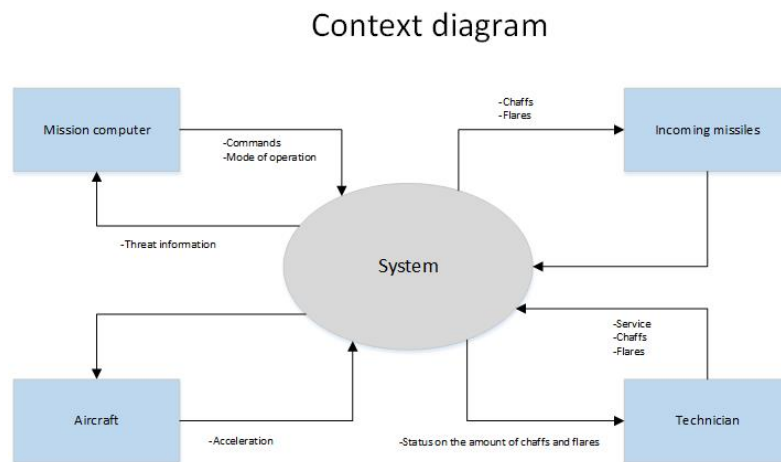 Context diagram
Mission computer
-Commands
-Mode of operation
-Chaffs
-Flares
Incoming missiles
-Threat information
System
-Service
-Chaffs
-Flares
Aircraft
-Acceleration
-Status on the amount of chaffs and flares
Technician